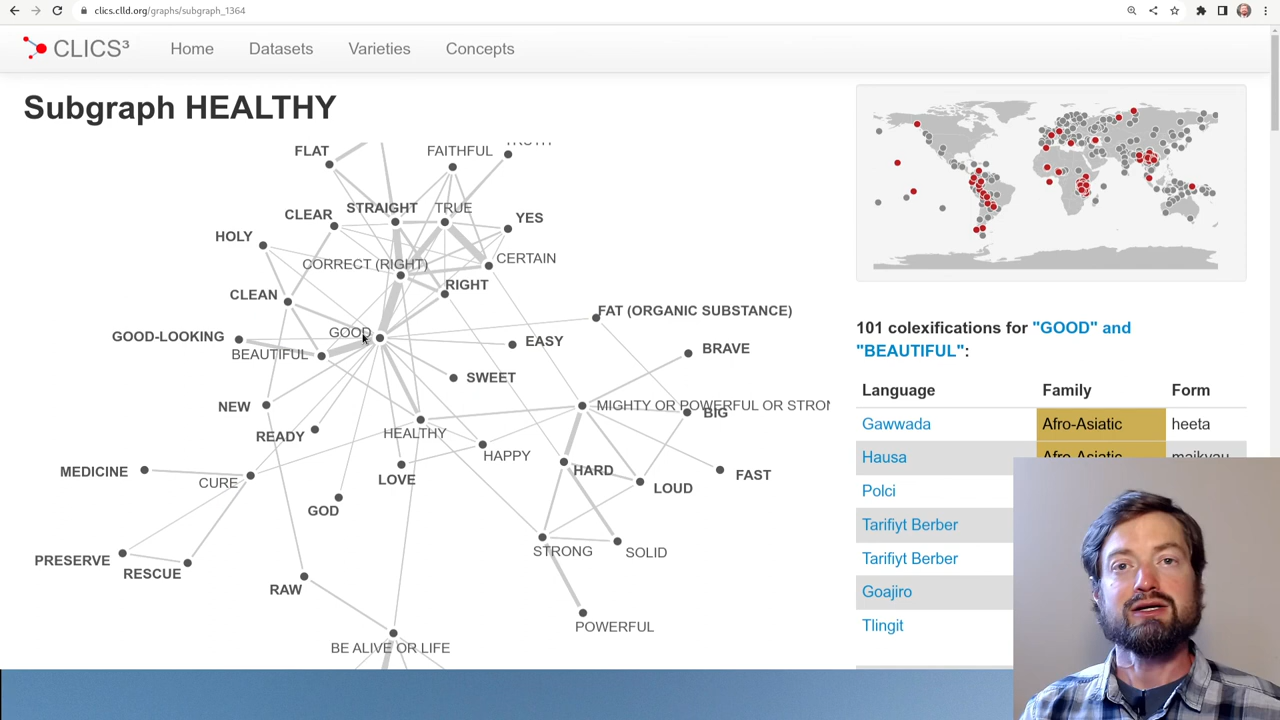 clics.clld.org/graphs/subgraph_1364
CLICS³ Home Datasets Varieties Concepts
Subgraph HEALTHY
FLAT
FAITHFUL
TRUTH
CLEAR
STRAIGHT
TRUE
YES
HOLY
CORRECT (RIGHT)
CERTAIN
CLEAN
RIGHT
FAT (ORGANIC SUBSTANCE)
GOOD-LOOKING
GOOD
EASY
BEAUTIFUL
BRAVE
SWEET
NEW
MIGHTY OR POWERFUL OR STRON
BIG
READY
HEALTHY
HAPPY
MEDICINE
CURE
LOVE
HARD
LOUD
FAST
GOD
PRESERVE
RESCUE
STRONG
SOLID
RAW
POWERFUL
BE ALIVE OR LIFE
101 colexifications for "GOOD" and
"BEAUTIFUL":
Language Family Form
Gawwada Afro-Asiatic heeta
Hausa Afro-Asiatic
Polci
Tarifiyt Berber
Tarifiyt Berber
Goajiro
Tlingit